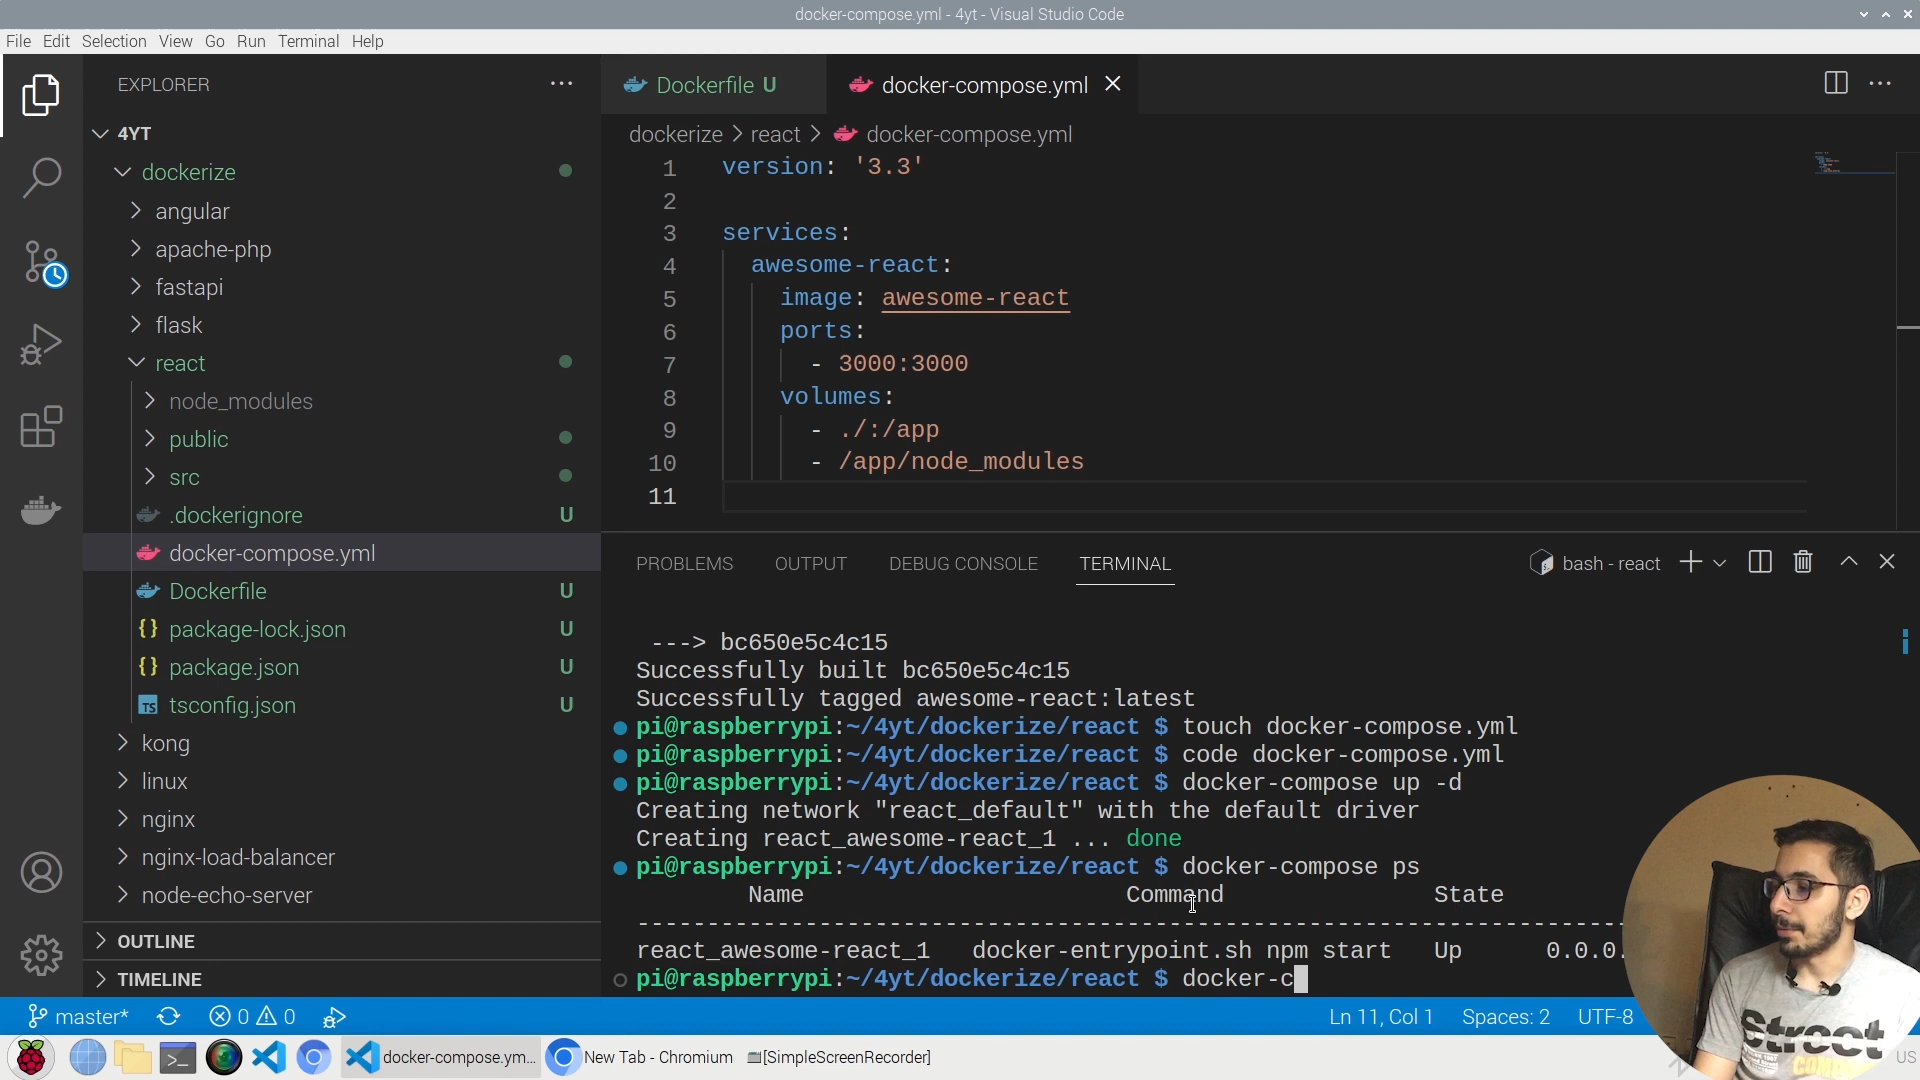 docker-compose.yml - 4yt - Visual Studio Code
File Edit Selection View Go Run Terminal Help
EXPLORER
4YT
dockerize
angular
apache-php
fastapi
flask
react
node_modules
public
src
.dockerignore U
docker-compose.yml
Dockerfile U
package-lock.json U
package.json U
tsconfig.json U
kong
linux
nginx
nginx-load-balancer
node-echo-server
OUTLINE
TIMELINE
Dockerfile U docker-compose.yml
dockerize > react > docker-compose.yml
1 version: '3.3'
2
3 services:
4 awesome-react:
5 image: awesome-react
6 ports:
7 - 3000:3000
8 volumes:
9 - ./:/app
10 - /app/node_modules
11
PROBLEMS OUTPUT DEBUG CONSOLE TERMINAL bash - react
---> bc650e5c4c15
Successfully built bc650e5c4c15
Successfully tagged awesome-react:latest
pi@raspberrypi:~/4yt/dockerize/react $ touch docker-compose.yml
pi@raspberrypi:~/4yt/dockerize/react $ code docker-compose.yml
pi@raspberrypi:~/4yt/dockerize/react $ docker-compose up -d
Creating network "react_default" with the default driver
Creating react_awesome-react_1 ... done
pi@raspberrypi:~/4yt/dockerize/react $ docker-compose ps
Name Command State
----------------------------------------------------------------------
react_awesome-react_1 docker-entrypoint.sh npm start Up 0.0.0.
pi@raspberrypi:~/4yt/dockerize/react $ docker-c
master* 0 0 Ln 11, Col 1 Spaces: 2 UTF-8
docker-compose.ym... New Tab - Chromium [SimpleScreenRecorder] US
Street